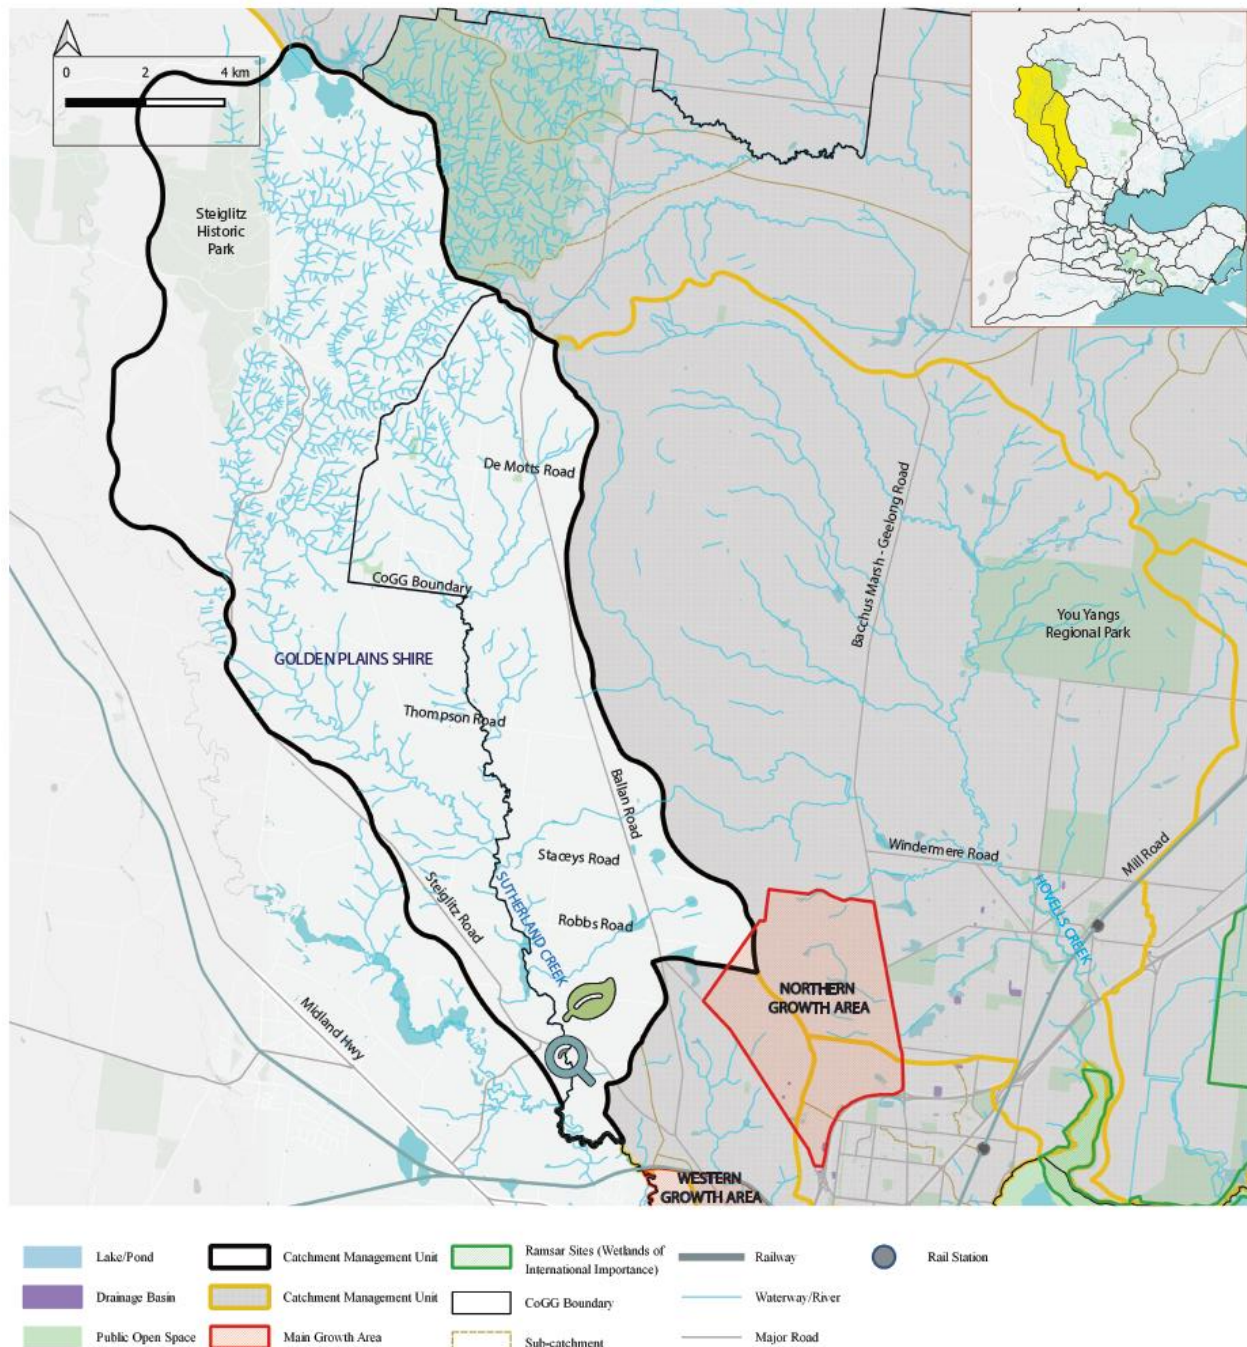 0 2 4 km
Steiglitz
Historic
Park
De Motts Road
CoGG Boundary
GOLDEN PLAINS SHIRE
Thompson Road
Bacchus Marsh - Geelong Road
You Yangs
Regional Park
Ballan Road
Staceys Road
Windermere Road
Mill Road
Steiglitz Road
SUTHERLAND CREEK
Robbs Road
HOVELLS CREEK
NORTHERN
GROWTH AREA
Midland Hwy
WESTERN
GROWTH AREA
Lake/Pond
Drainage Basin
Public Open Space
Catchment Management Unit
Catchment Management Unit
Main Growth Area
Ramsar Sites (Wetlands of
International Importance)
CoGG Boundary
Sub-catchment
Railway
Waterway/River
Major Road
Rail Station